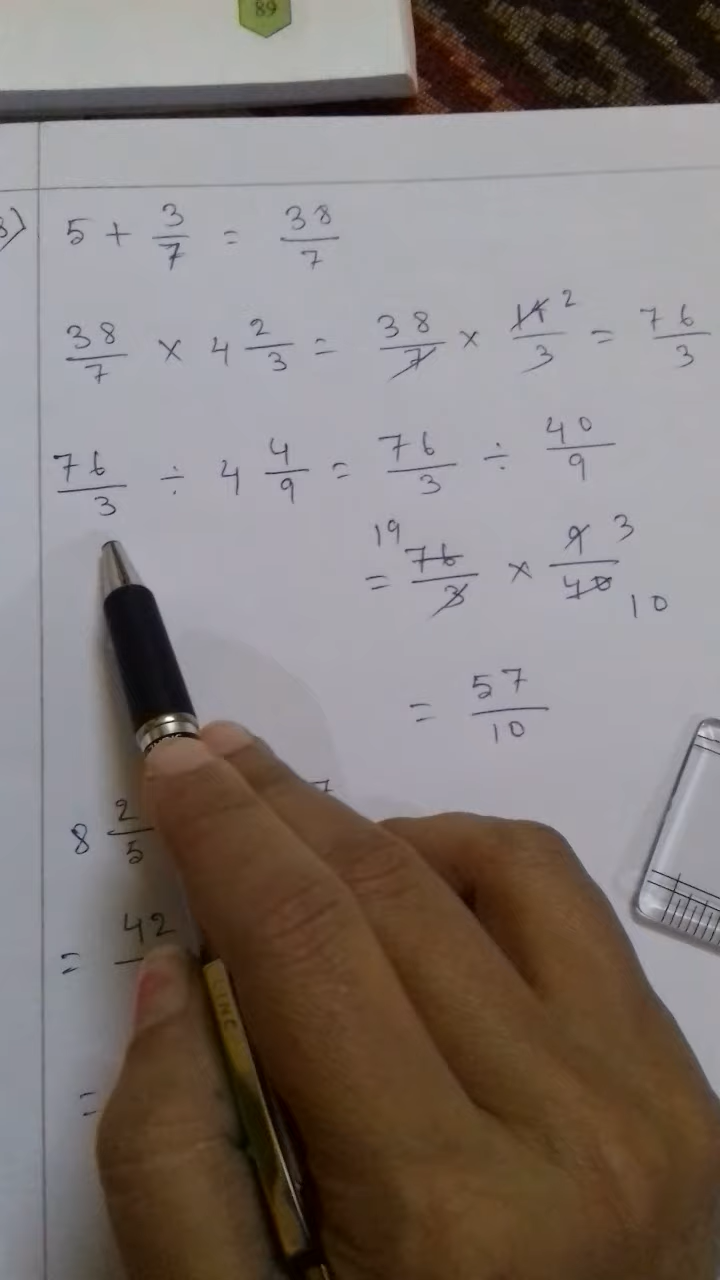 89
3) 5 + 3/7 = 38/7
38/7 × 4 2/3 = 38/7 × 14 2/3 = 76/3
76/3 ÷ 4 4/9 = 76/3 ÷ 40/9
= 19 76/3 × 9 3/40 10
= 57/10
8 2/5 7
= 42
=
LINC